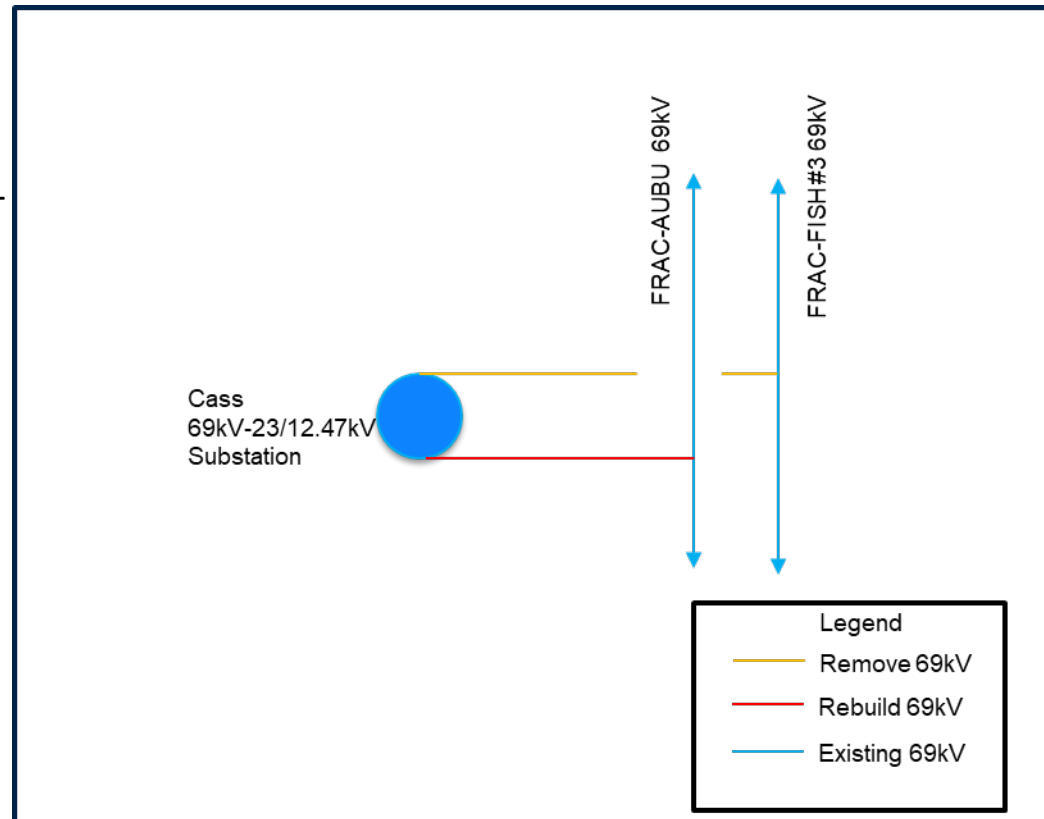 FRAC-AUBU 69kV
FRAC-FISH#3 69kV
Cass
69kV-23/12.47kV
Substation
Legend
Remove 69kV
Rebuild 69kV
Existing 69kV